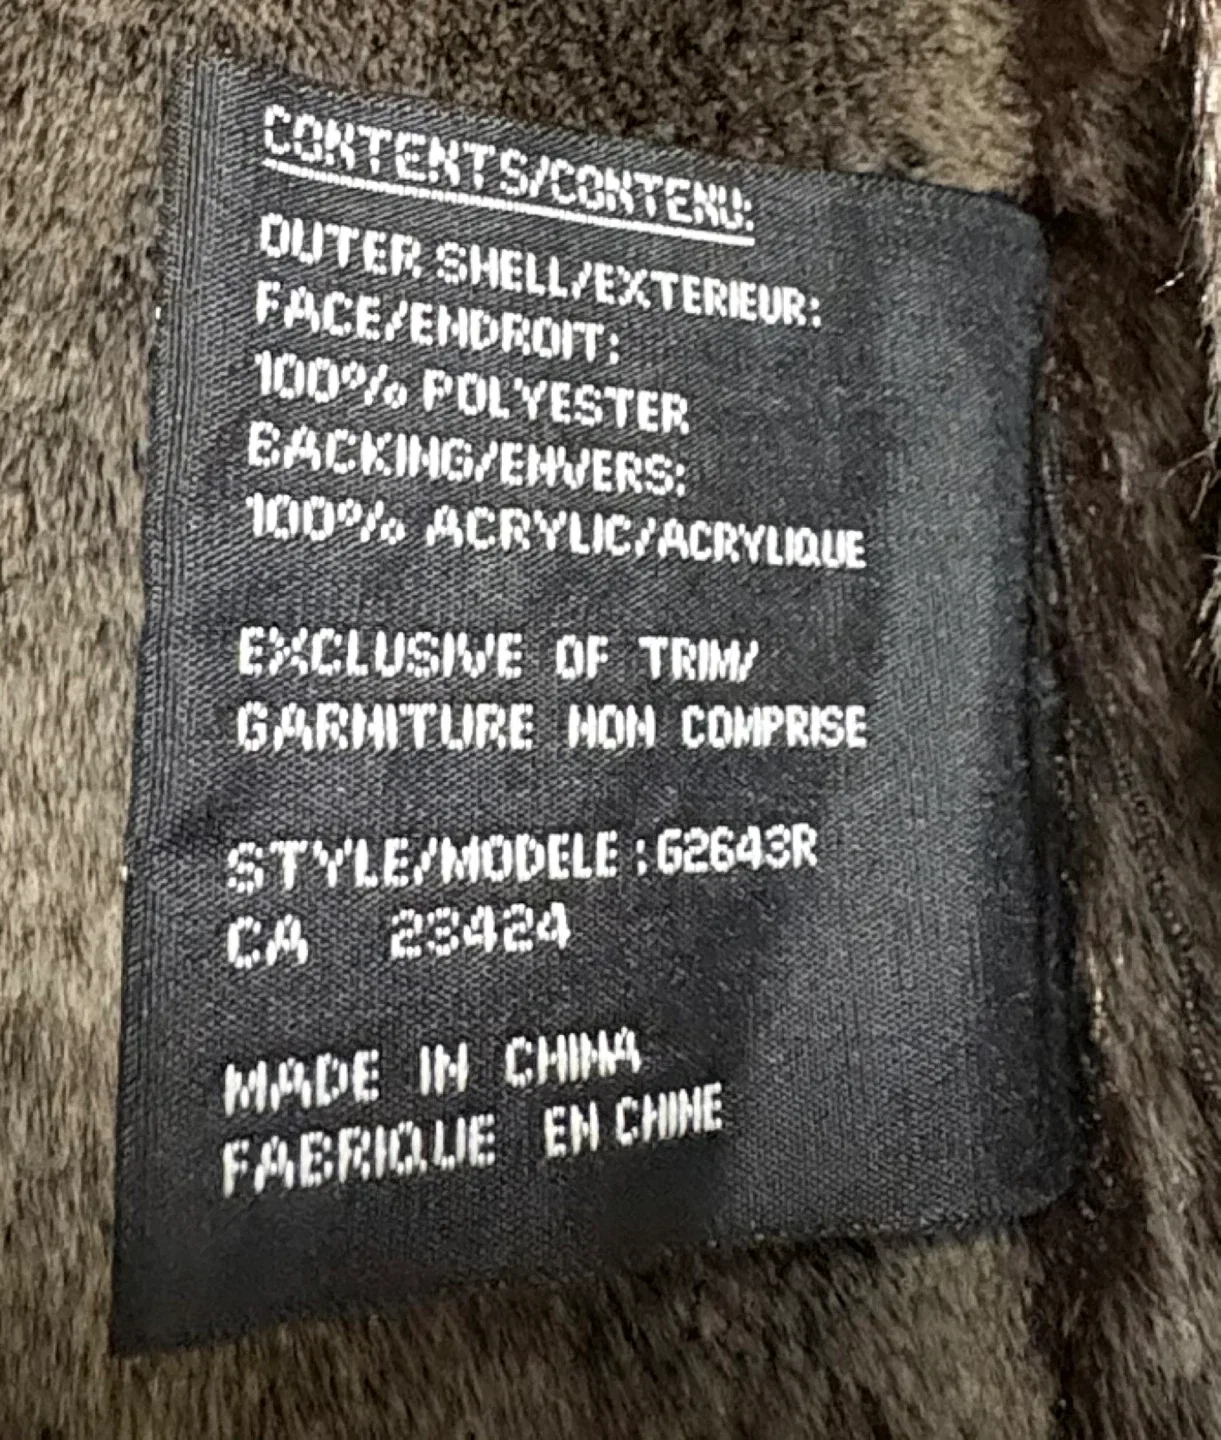 CONTENTS/CONTENU:
OUTER SHELL/EXTERIEUR:
FACE/ENDROIT:
100% POLYESTER
BACKING/ENVERS:
100% ACRYLIC/ACRYLIQUE
EXCLUSIVE OF TRIM/
GARNITURE NON COMPRISE
STYLE/MODELE :G2643R
CA 23424
MADE IN CHINA
FABRIQUE EN CHINE